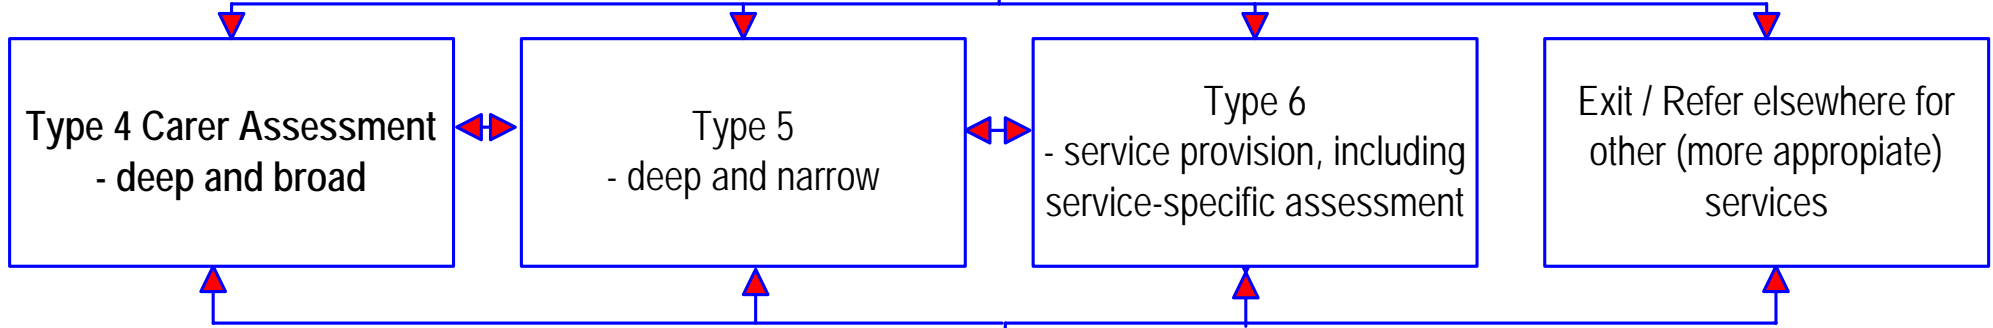 Type 4 Carer Assessment
- deep and broad
Type 5
- deep and narrow
Type 6
- service provision, including
service-specific assessment
Exit / Refer elsewhere for
other (more appropiate)
services